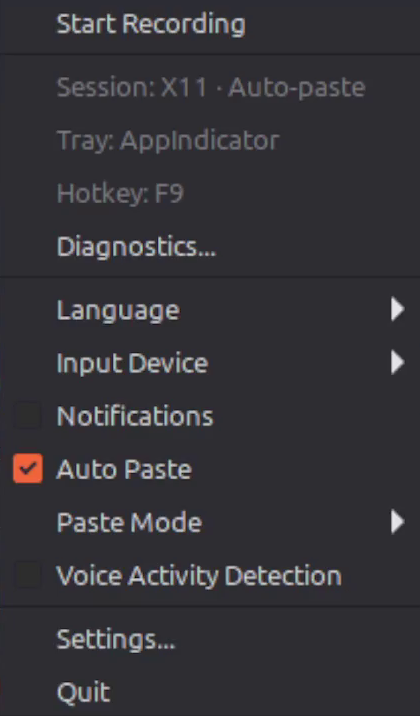 Start Recording
Session: X11 · Auto-paste
Tray: AppIndicator
Hotkey: F9
Diagnostics...
Language
Input Device
Notifications
Auto Paste
Paste Mode
Voice Activity Detection
Settings...
Quit